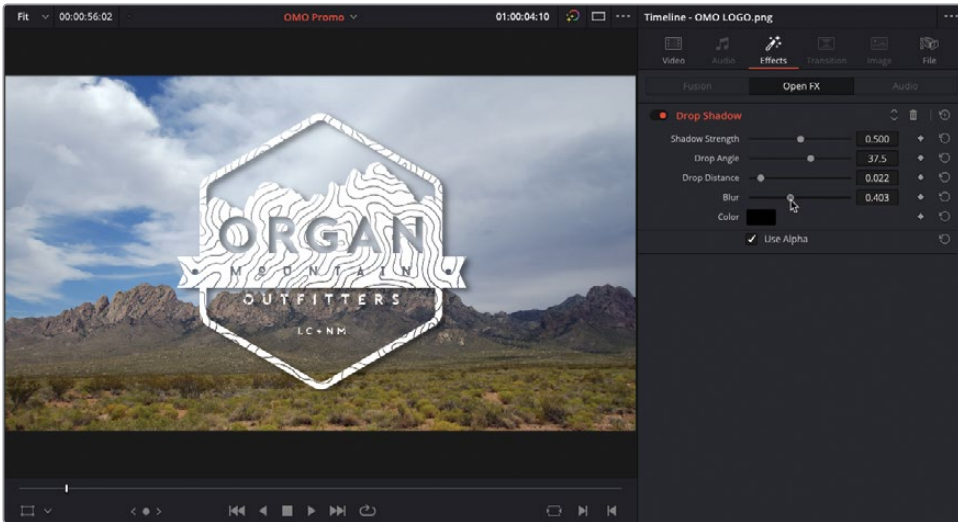 Fit 00:00:56:02 OMO Promo 01:00:04:10 Timeline - OMO LOGO.png
Video Audio Effects Transition Image File
Fusion Open FX Audio
Drop Shadow
Shadow Strength 0.500
Drop Angle 37.5
Drop Distance 0.022
Blur 0.403
Color
Use Alpha
ORGAN
MOUNTAIN
OUTFITTERS
LC+NM